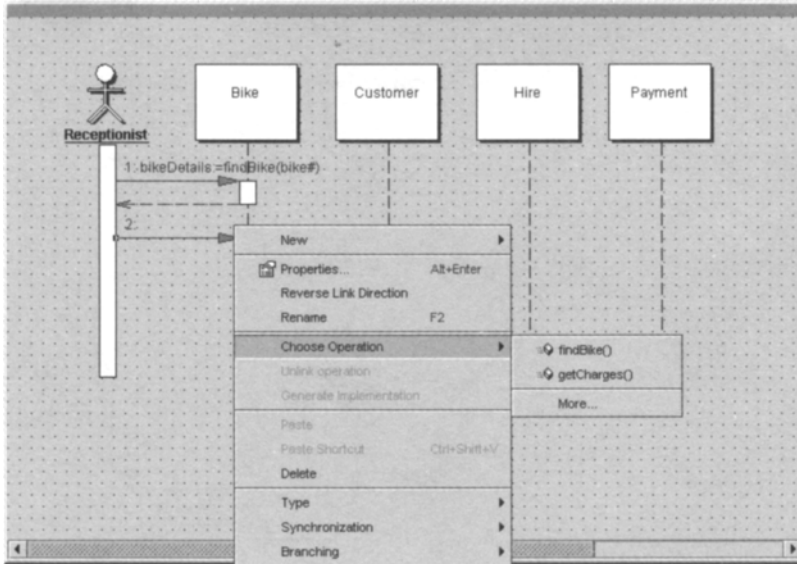 Bike
Customer
Hire
Payment
Receptionist
1: bikeDetails:=findBike(bike#)
2:
New
Properties... Alt+Enter
Reverse Link Direction
Rename F2
Choose Operation
findBike()
getCharges()
More...
Unlink operation
Generate Implementation
Paste
Paste Shortcut Ctrl+Shift+V
Delete
Type
Synchronization
Branching